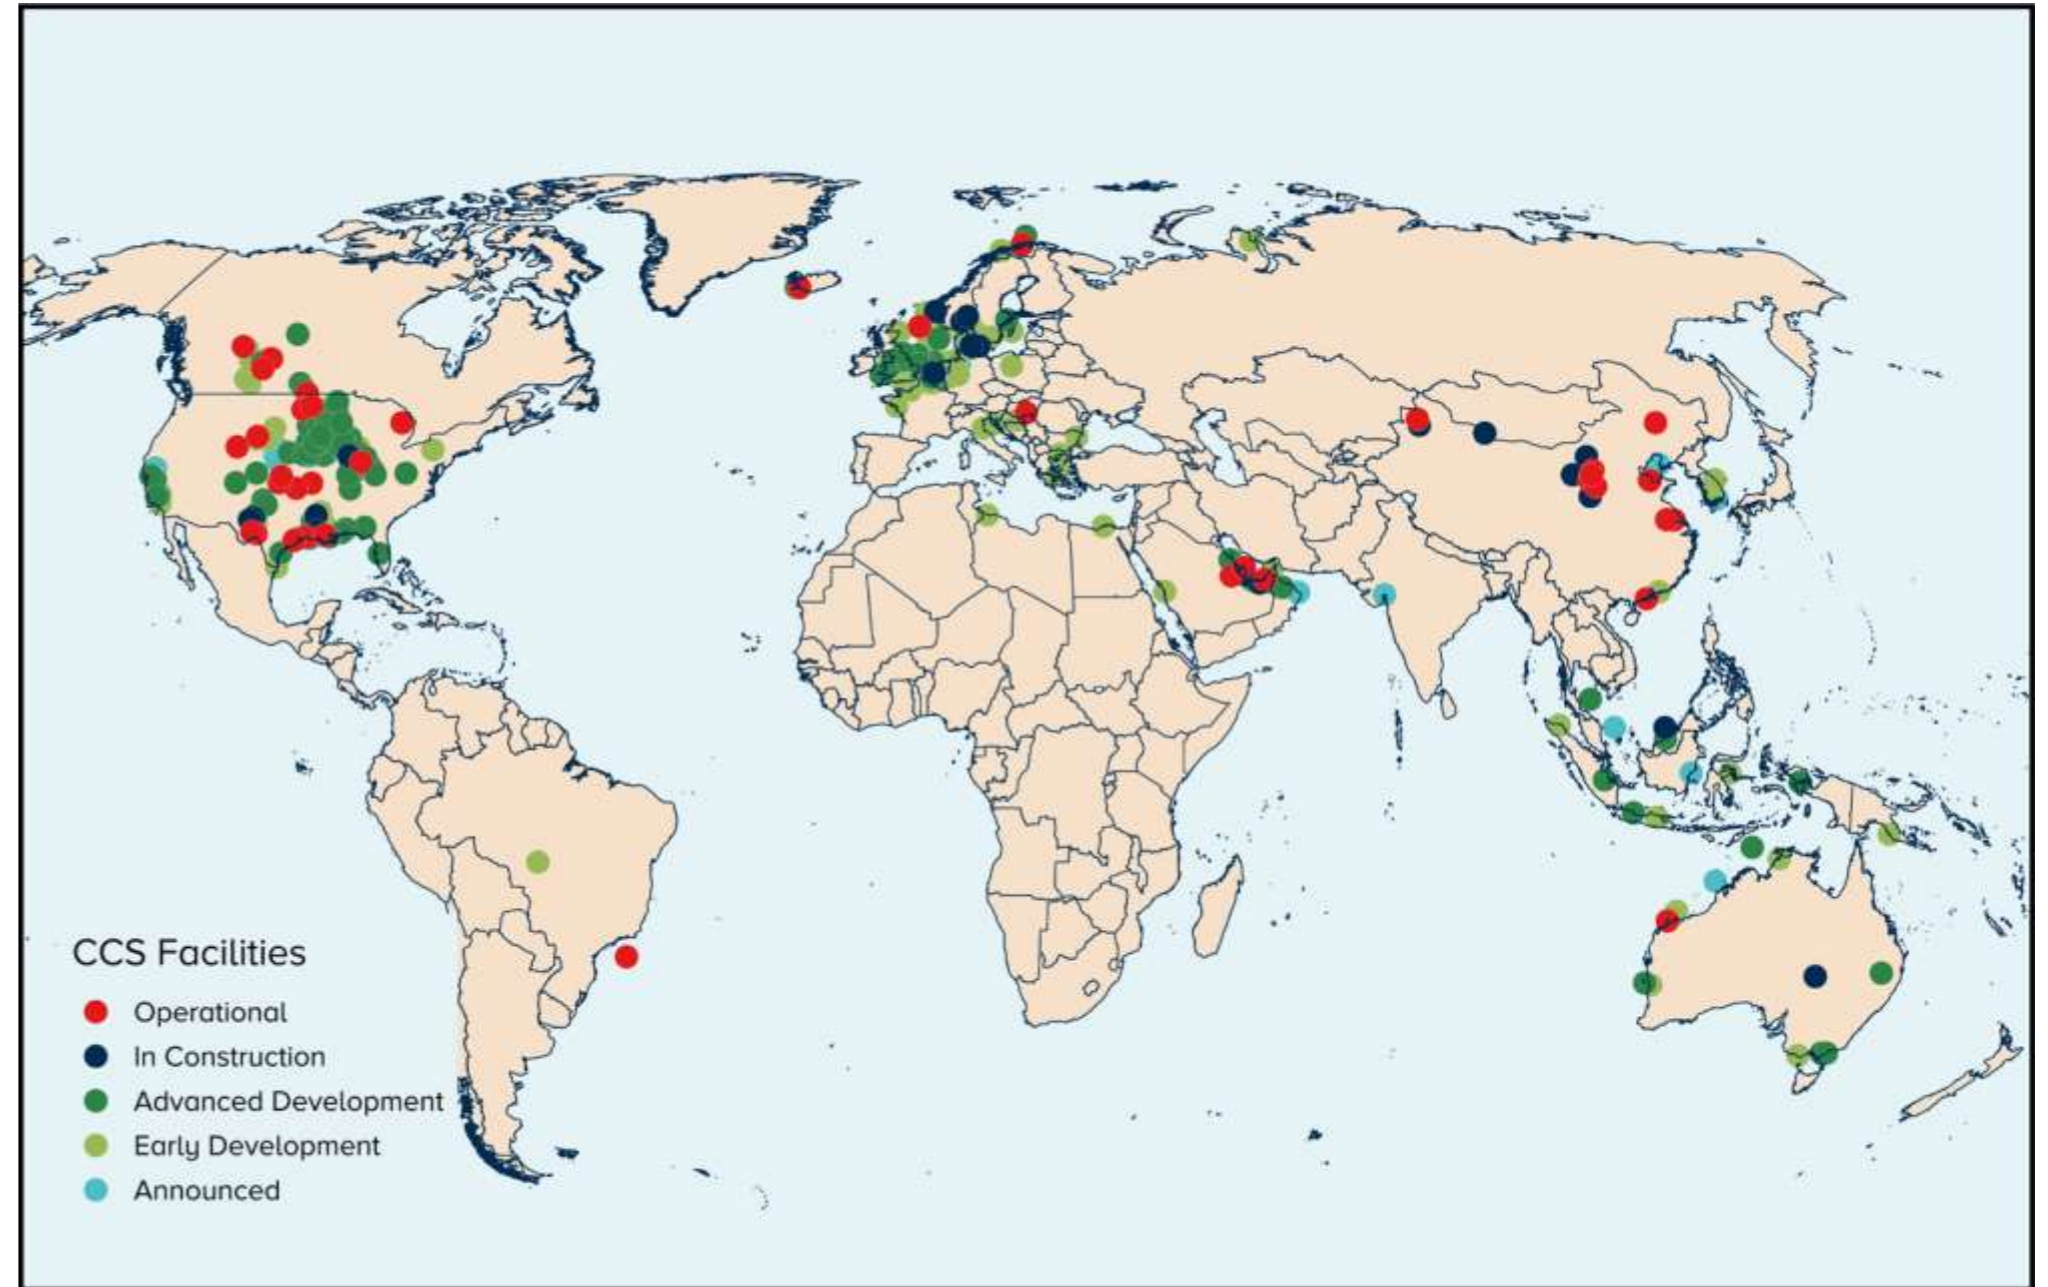 CCS Facilities
Operational
In Construction
Advanced Development
Early Development
Announced